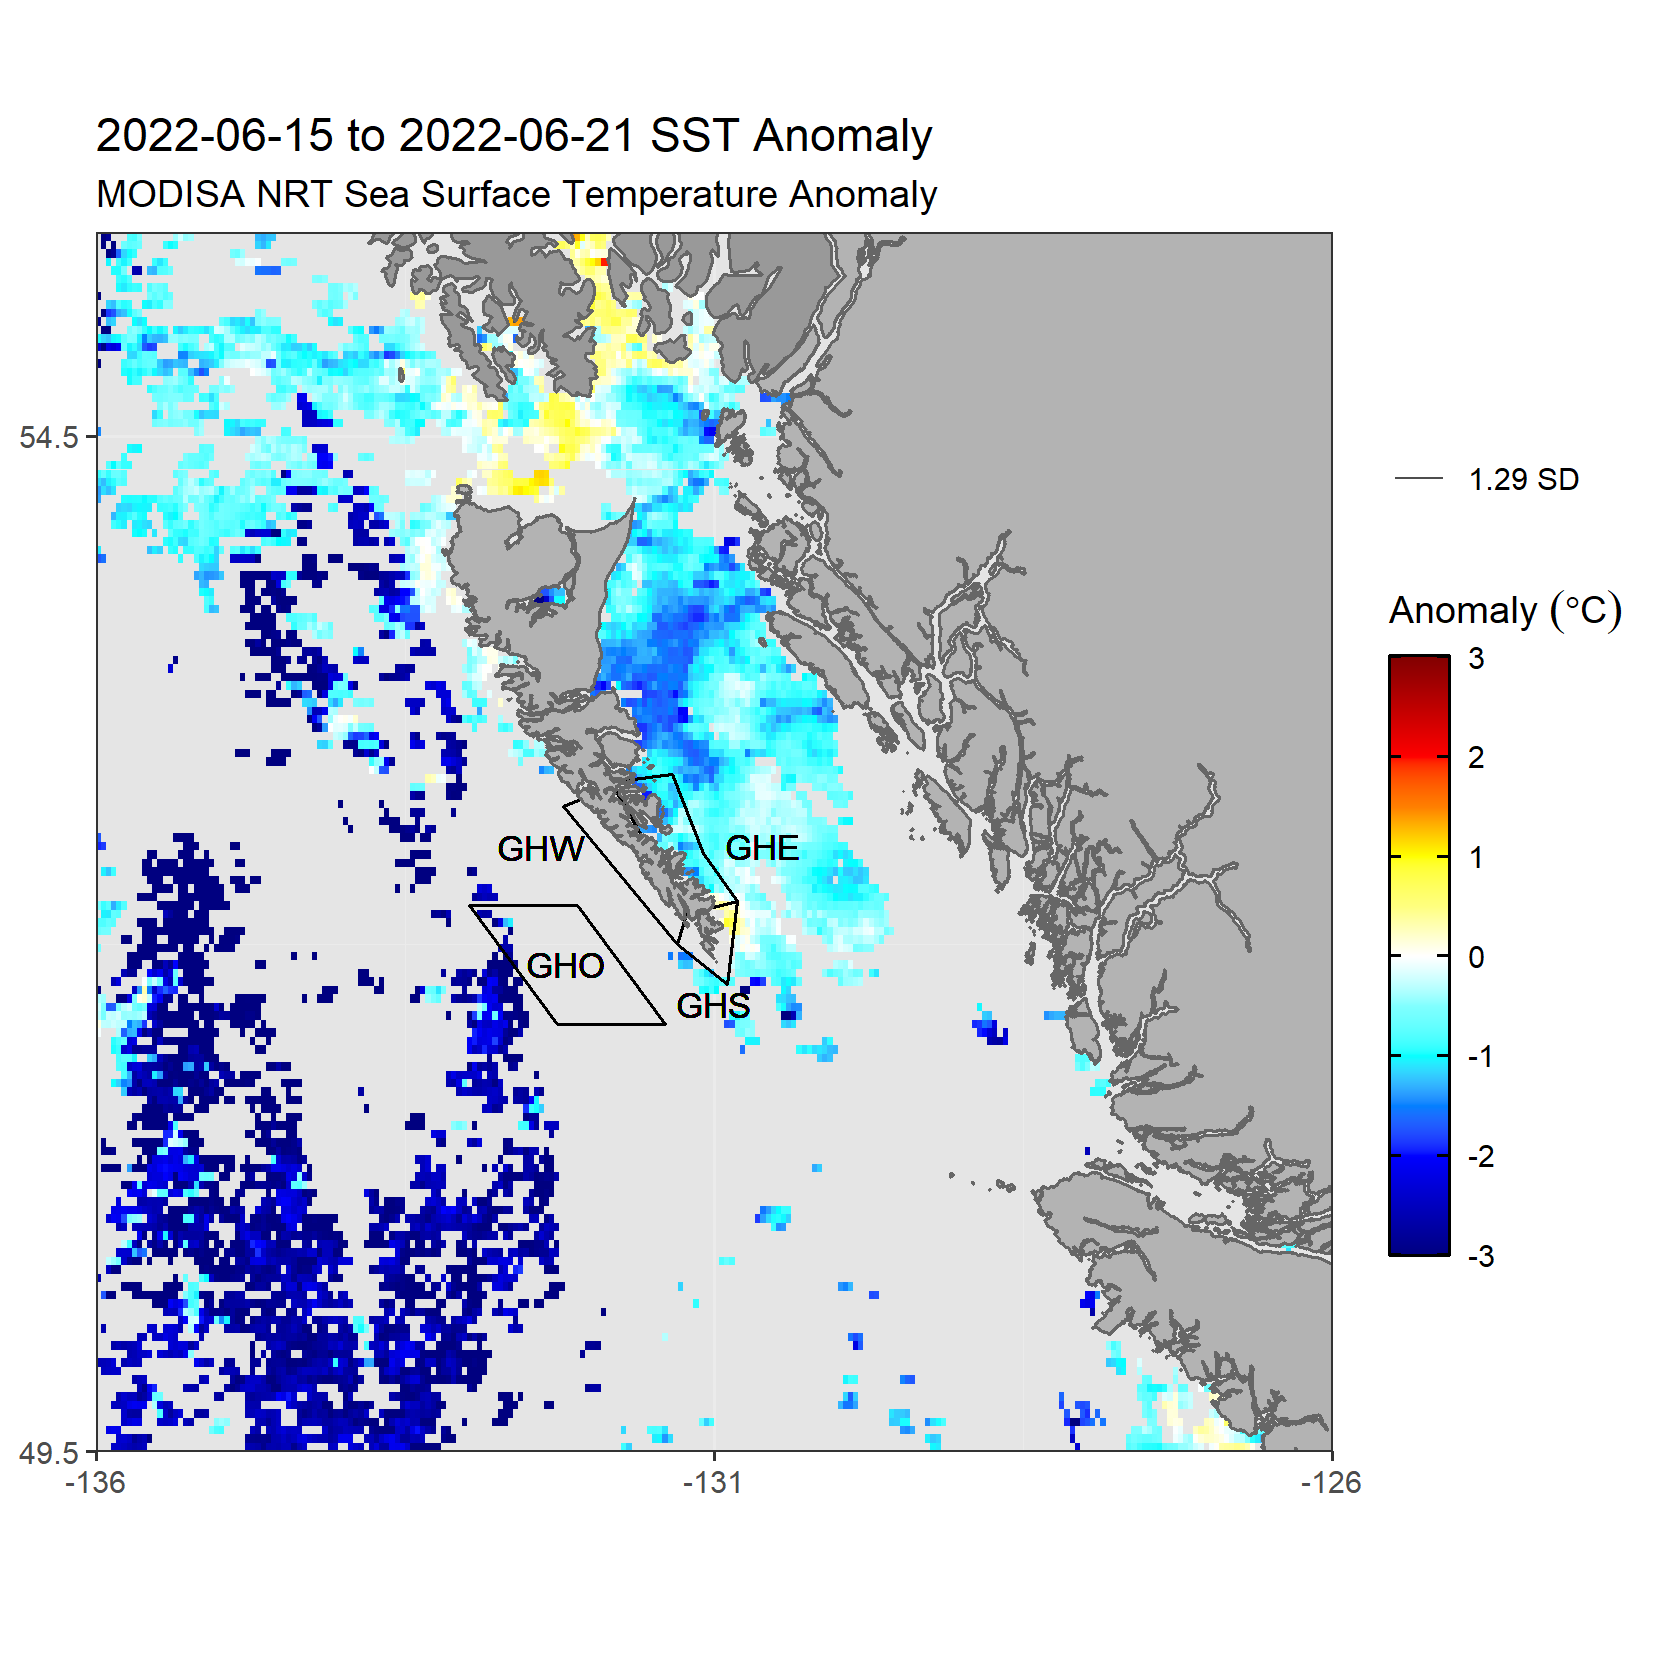 2022-06-15 to 2022-06-21 SST Anomaly
MODISA NRT Sea Surface Temperature Anomaly
54.5
49.5
-136
-131
-126
GHW
GHE
GHO
GHS
1.29 SD
Anomaly (°C)
3
2
1
0
-1
-2
-3